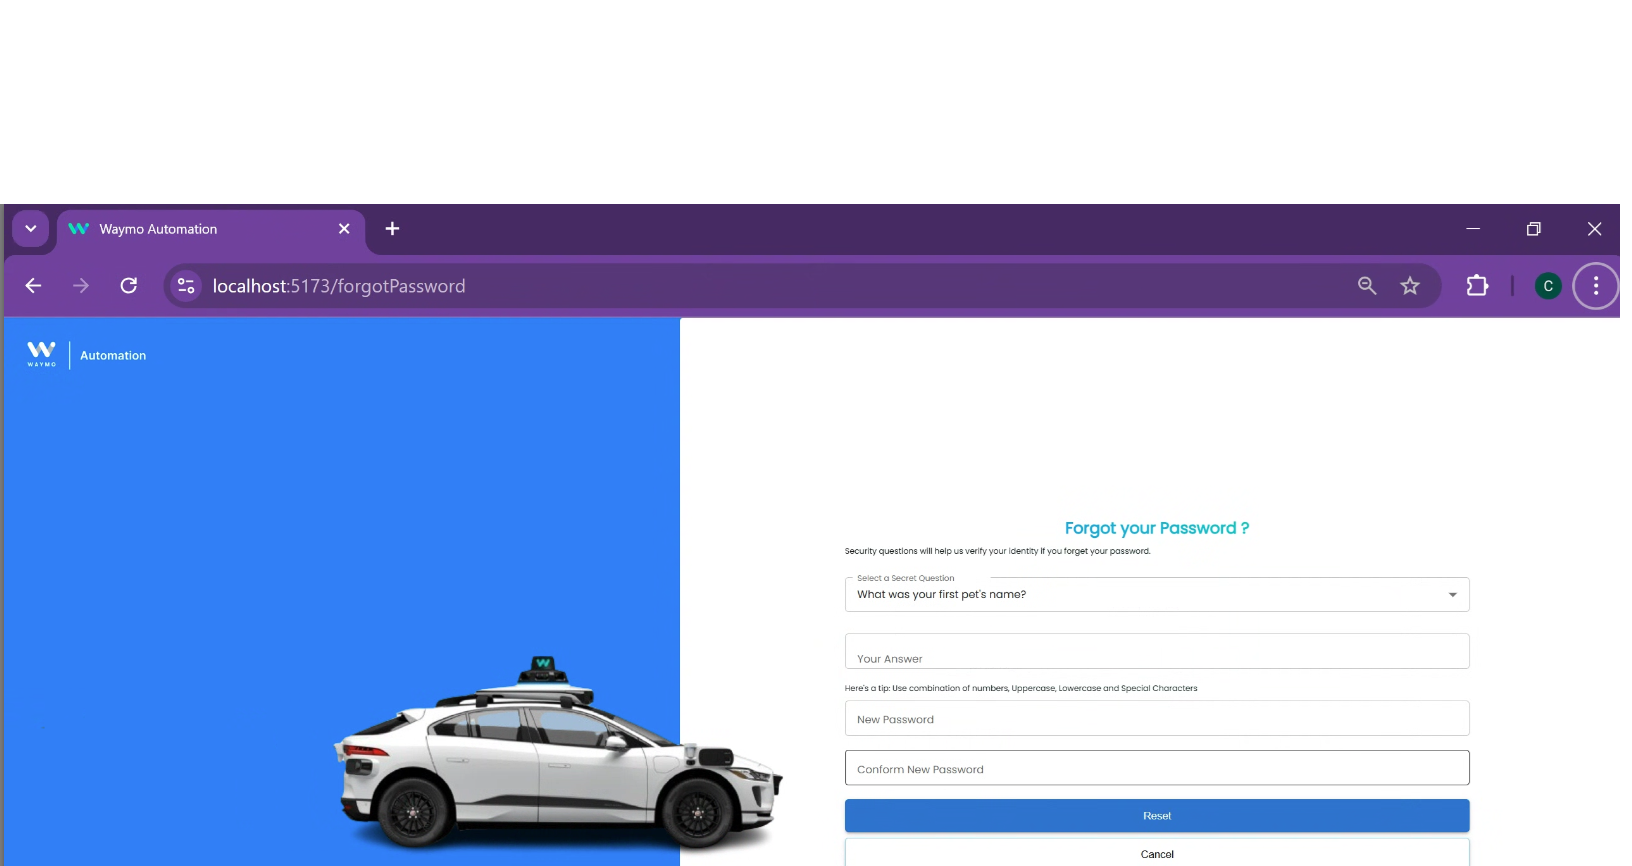 Waymo Automation
localhost:5173/forgotPassword
C
WAYMO
Automation
Forgot your Password ?
Security questions will help us verify your identity if you forget your password.
Select a Secret Question
What was your first pet's name?
Your Answer
Here's a tip: Use combination of numbers, Uppercase, Lowercase and Special Characters
New Password
Conform New Password
Reset
Cancel